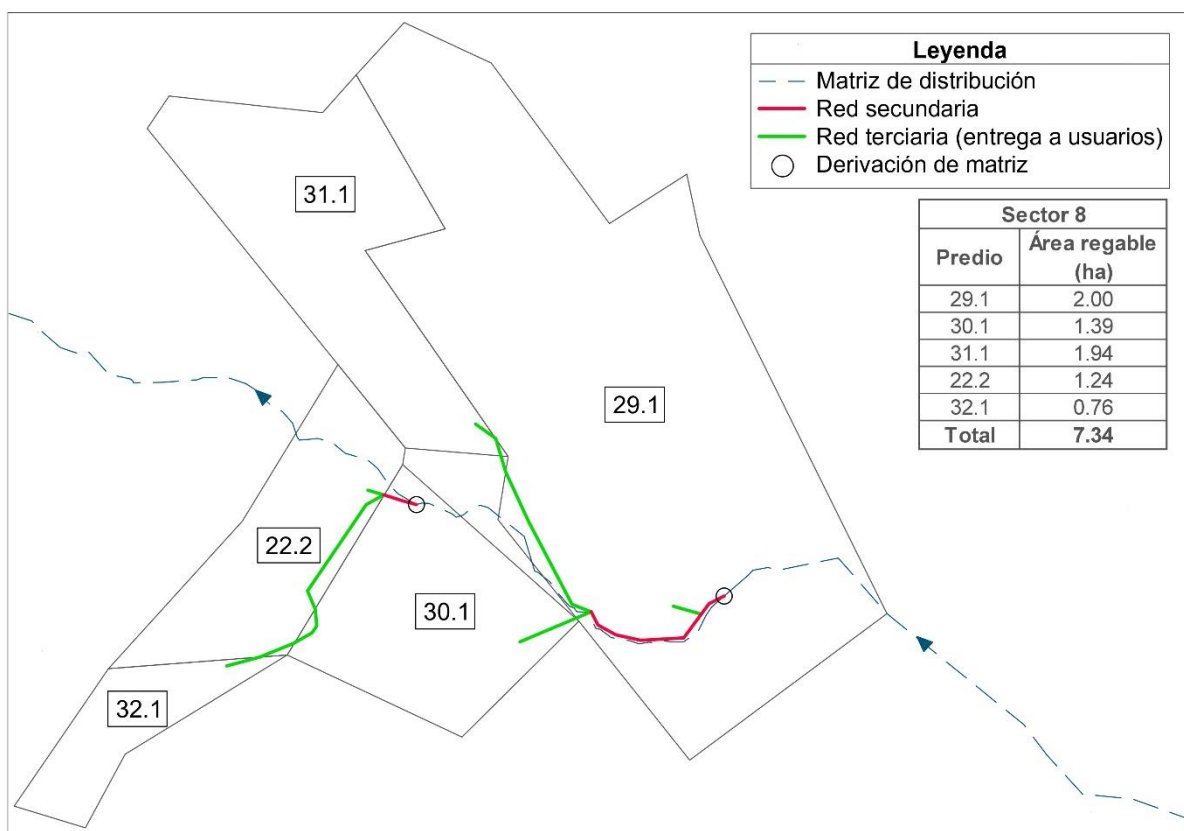 Leyenda
Matriz de distribución
Red secundaria
Red terciaria (entrega a usuarios)
Derivación de matriz
Sector 8
Predio Área regable (ha)
29.1 2.00
30.1 1.39
31.1 1.94
22.2 1.24
32.1 0.76
Total 7.34
31.1
29.1
22.2
30.1
32.1